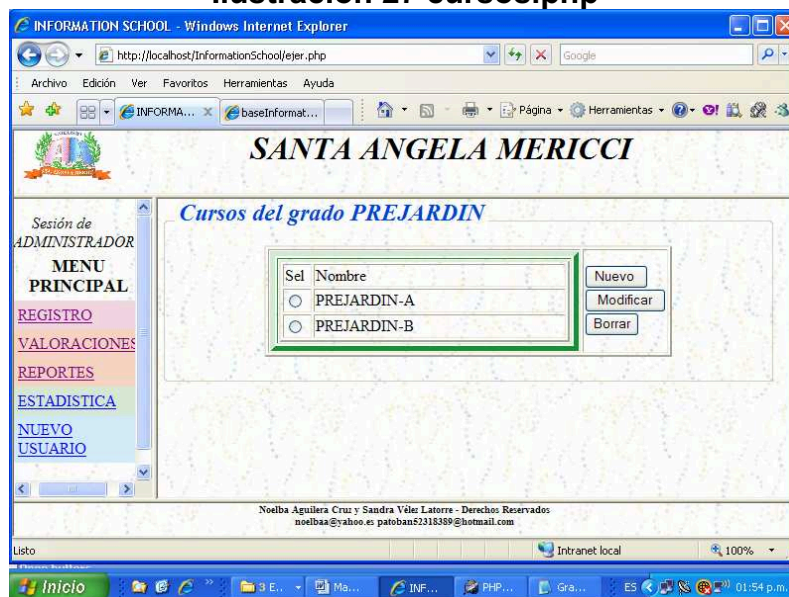 Ilustración 27 cursos.php
INFORMATION SCHOOL - Windows Internet Explorer
http://localhost/InformationSchool/ejer.php
Google
Archivo Edición Ver Favoritos Herramientas Ayuda
INFORMA... baseInformat... Página Herramientas
SANTA ANGELA MERICCI
Sesión de
ADMINISTRADOR
MENU
PRINCIPAL
REGISTRO
VALORACIONES
REPORTES
ESTADISTICA
NUEVO
USUARIO
Cursos del grado PREJARDIN
Sel Nombre
PREJARDIN-A
PREJARDIN-B
Nuevo
Modificar
Borrar
Noelba Aguilera Cruz y Sandra Vélez Latorre - Derechos Reservados
noelbaa@yahoo.es patoban52318389@hotmail.com
Listo
Intranet local
100%
Inicio
3 E..
Ma...
INF...
PHP...
Gra...
ES
01:54 p.m.